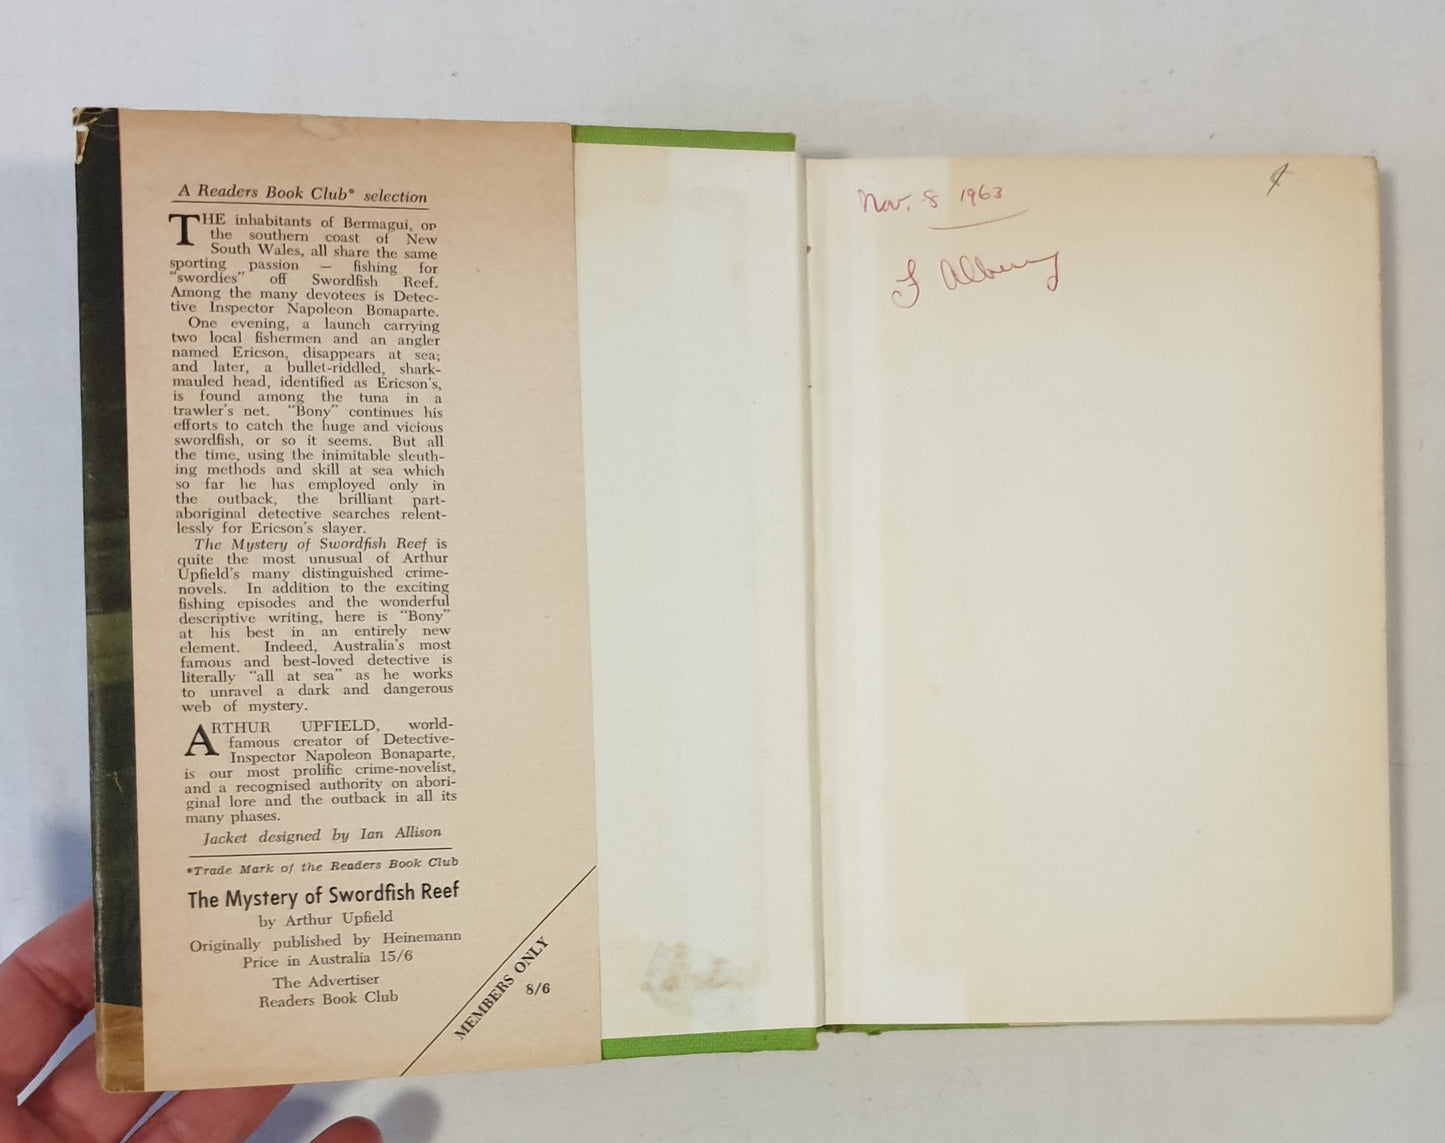 A Readers Book Club* selection
THE inhabitants of Bermagui, on
the southern coast of New
South Wales, all share the same
sporting passion — fishing for
"swordies" off Swordfish Reef.
Among the many devotees is Detec-
tive Inspector Napoleon Bonaparte.
One evening, a launch carrying
two local fishermen and an angler
named Ericson, disappears at sea;
and later, a bullet-riddled, shark-
mauled head, identified as Ericson's,
is found among the tuna in a
trawler's net. "Bony" continues his
efforts to catch the huge and vicious
swordfish, or so it seems. But all
the time, using the inimitable sleuth-
ing methods and skill at sea which
so far he has employed only in
the outback, the brilliant part-
aboriginal detective searches relent-
lessly for Ericson's slayer.
The Mystery of Swordfish Reef is
quite the most unusual of Arthur
Upfield's many distinguished crime-
novels. In addition to the exciting
fishing episodes and the wonderful
descriptive writing, here is "Bony"
at his best in an entirely new
element. Indeed, Australia's most
famous and best-loved detective is
literally "all at sea" as he works
to unravel a dark and dangerous
web of mystery.
ARTHUR UPFIELD, world-
famous creator of Detective-
Inspector Napoleon Bonaparte,
is our most prolific crime-novelist,
and a recognised authority on abori-
ginal lore and the outback in all its
many phases.
Jacket designed by Ian Allison
*Trade Mark of the Readers Book Club
The Mystery of Swordfish Reef
by Arthur Upfield
Originally published by Heinemann
Price in Australia 15/6
The Advertiser
Readers Book Club
MEMBERS ONLY
8/6
Nov. 8 1963